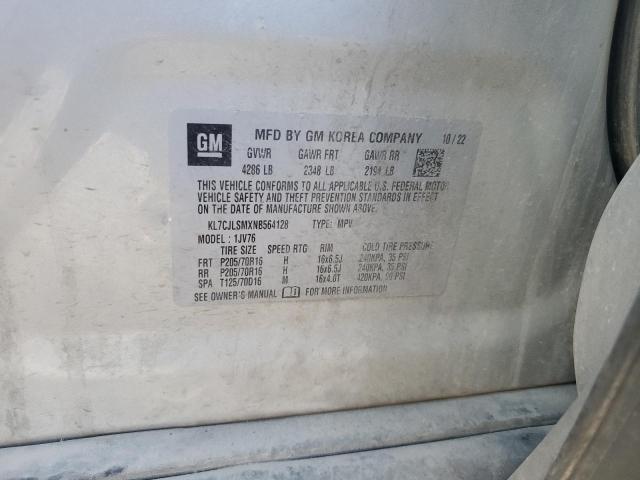 GM
MFD BY GM KOREA COMPANY 10/22
GVWR GAWR FRT GAWR RR
4286 LB 2348 LB 2194 LB
THIS VEHICLE CONFORMS TO ALL APPLICABLE U.S. FEDERAL MOTOR
VEHICLE SAFETY AND THEFT PREVENTION STANDARDS IN EFFECT
ON THE DATE OF MANUFACTURE SHOWN ABOVE.
KL7CJLSMXNB564128 TYPE: MPV
MODEL: 1JV76
TIRE SIZE SPEED RTG RIM COLD TIRE PRESSURE
FRT P205/70R16 H 16x6.5J 240KPA, 35 PSI
RR P205/70R16 H 16x6.5J 240KPA, 35 PSI
SPA T125/70D16 M 16x4.0T 420KPA, 60 PSI
SEE OWNER'S MANUAL FOR MORE INFORMATION